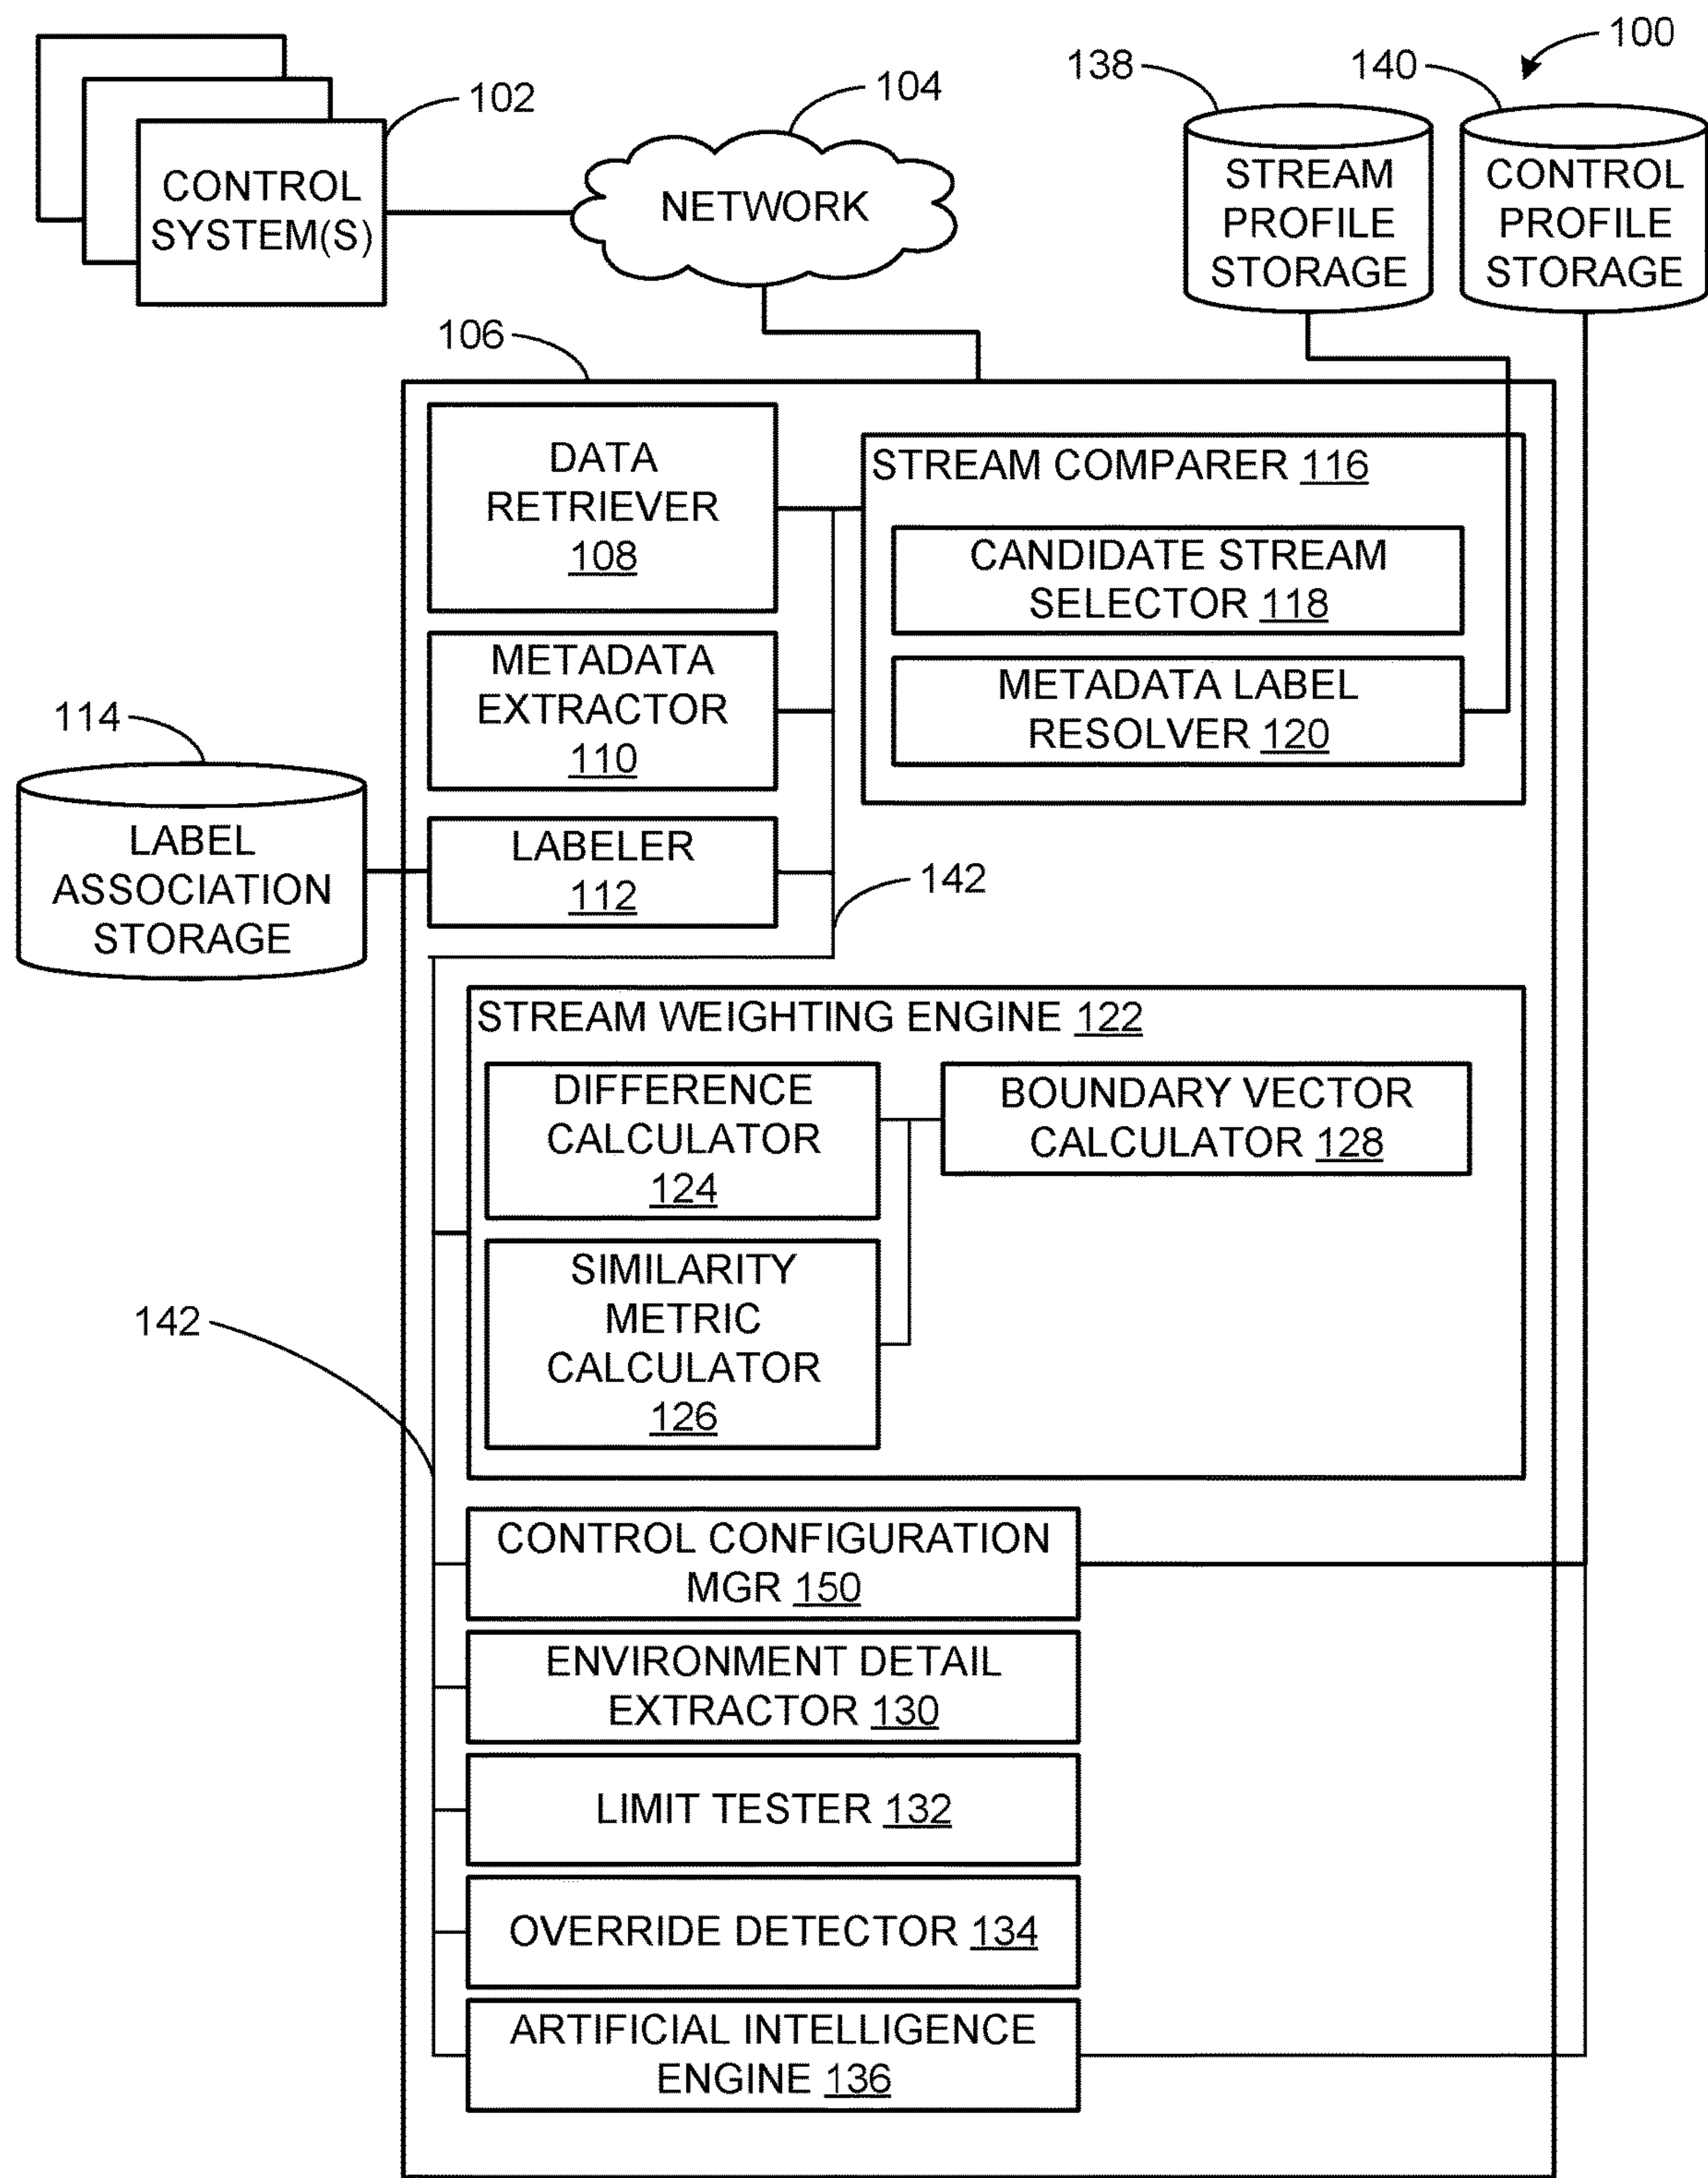 100
138
140
102
104
CONTROL
SYSTEM(S)
NETWORK
STREAM
PROFILE
STORAGE
CONTROL
PROFILE
STORAGE
106
DATA
RETRIEVER
108
STREAM COMPARER 116
CANDIDATE STREAM
SELECTOR 118
METADATA
EXTRACTOR
110
METADATA LABEL
RESOLVER 120
114
LABEL
ASSOCIATION
STORAGE
LABELER
112
142
STREAM WEIGHTING ENGINE 122
DIFFERENCE
CALCULATOR
124
BOUNDARY VECTOR
CALCULATOR 128
SIMILARITY
METRIC
CALCULATOR
126
142
CONTROL CONFIGURATION
MGR 150
ENVIRONMENT DETAIL
EXTRACTOR 130
LIMIT TESTER 132
OVERRIDE DETECTOR 134
ARTIFICIAL INTELLIGENCE
ENGINE 136